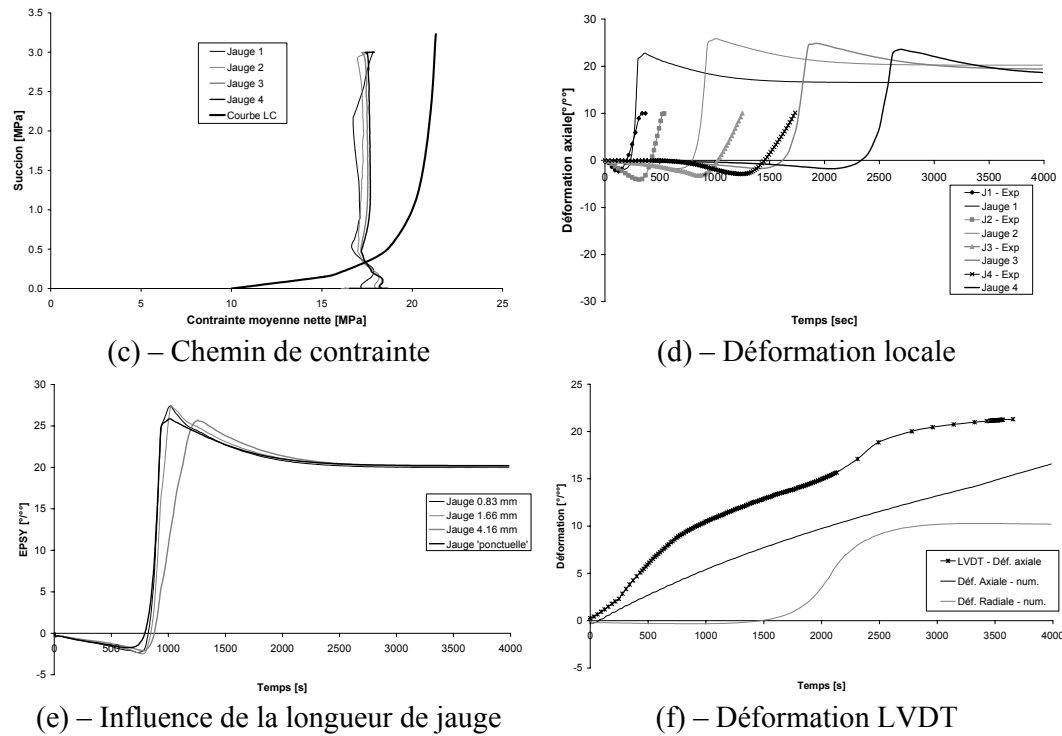 3.5
3.0
2.5
2.0
1.5
1.0
0.5
0.0
Succion [MPa]
Jauge 1
Jauge 2
Jauge 3
Jauge 4
Courbe LC
0 5 10 15 20 25
Contrainte moyenne nette [MPa]
(c) – Chemin de contrainte
30
20
10
0
-10
-20
-30
Déformation axiale[°/°°]
0 500 1000 1500 2000 2500 3000 3500 4000
J1 - Exp
Jauge 1
J2 - Exp
Jauge 2
J3 - Exp
Jauge 3
J4 - Exp
Jauge 4
Temps [sec]
(d) – Déformation locale
30
25
20
15
10
5
0
-5
EPSY [°/°°]
Jauge 0.83 mm
Jauge 1.66 mm
Jauge 4.16 mm
Jauge 'ponctuelle'
0 500 1000 1500 2000 2500 3000 3500 4000
Temps [s]
(e) – Influence de la longueur de jauge
25
20
15
10
5
0
-5
Déformation [°/°°]
LVDT - Déf. axiale
Déf. Axiale - num.
Déf. Radiale - num.
0 500 1000 1500 2000 2500 3000 3500 4000
Temps [s]
(f) – Déformation LVDT